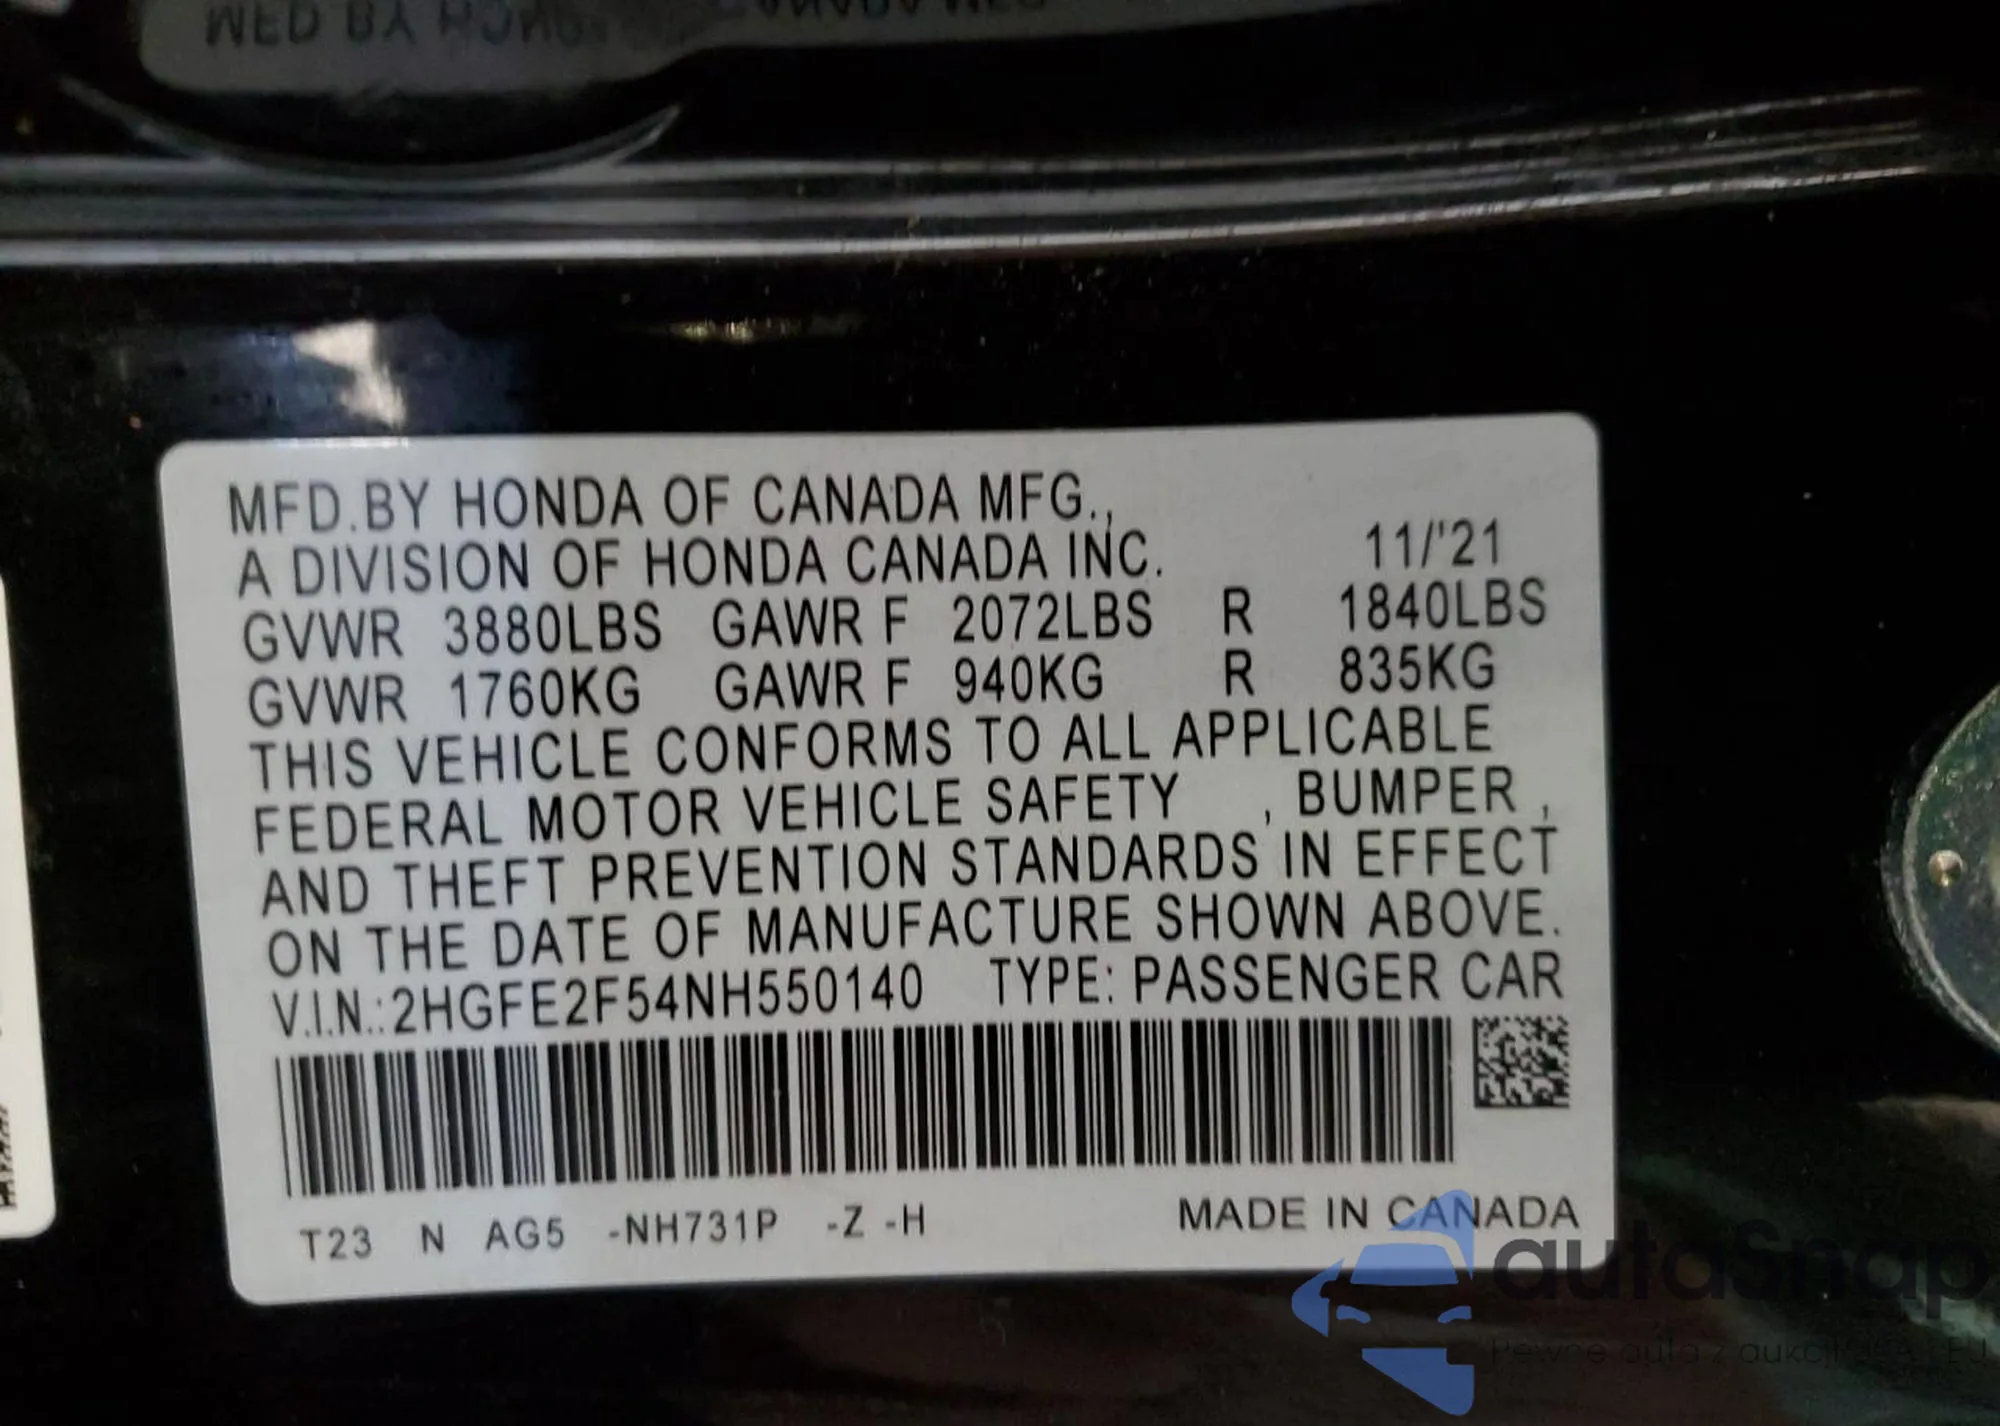 MFD.BY HONDA OF CANADA MFG.,
A DIVISION OF HONDA CANADA INC. 11/'21
GVWR 3880LBS GAWR F 2072LBS R 1840LBS
GVWR 1760KG GAWR F 940KG R 835KG
THIS VEHICLE CONFORMS TO ALL APPLICABLE
FEDERAL MOTOR VEHICLE SAFETY , BUMPER ,
AND THEFT PREVENTION STANDARDS IN EFFECT
ON THE DATE OF MANUFACTURE SHOWN ABOVE.
V.I.N.:2HGFE2F54NH550140 TYPE: PASSENGER CAR
T23 N AG5 -NH731P -Z -H MADE IN CANADA
autoSnap
Pewne auta z aukcji